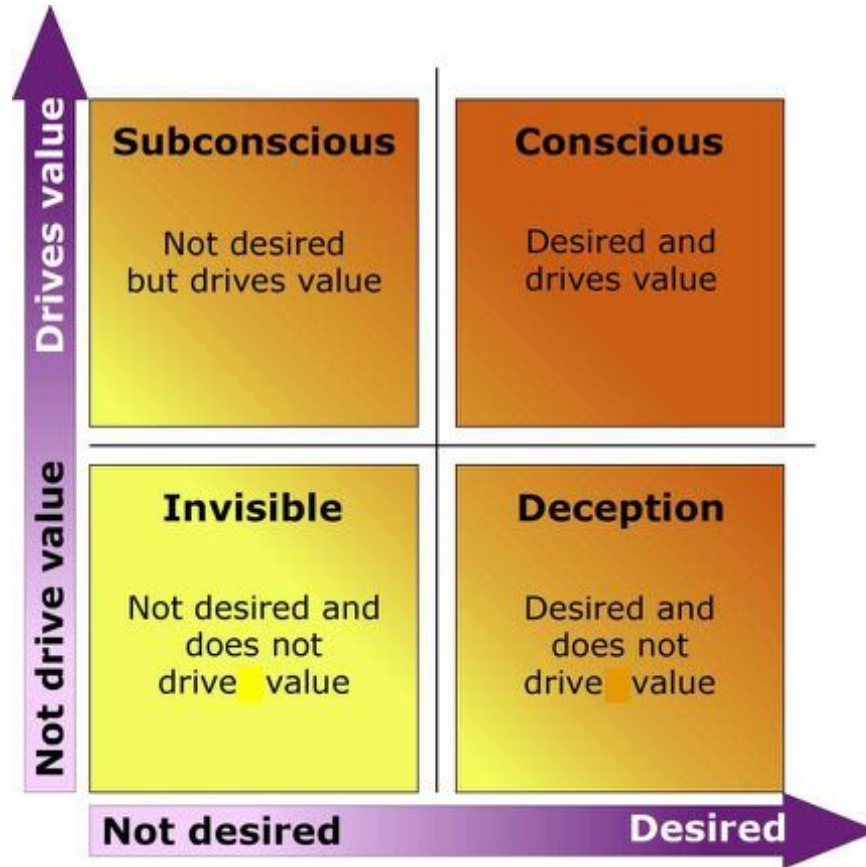 Drives value
Not drive value
Subconscious
Not desired
but drives value
Conscious
Desired and
drives value
Invisible
Not desired and
does not
drive value
Deception
Desired and
does not
drive value
Not desired
Desired